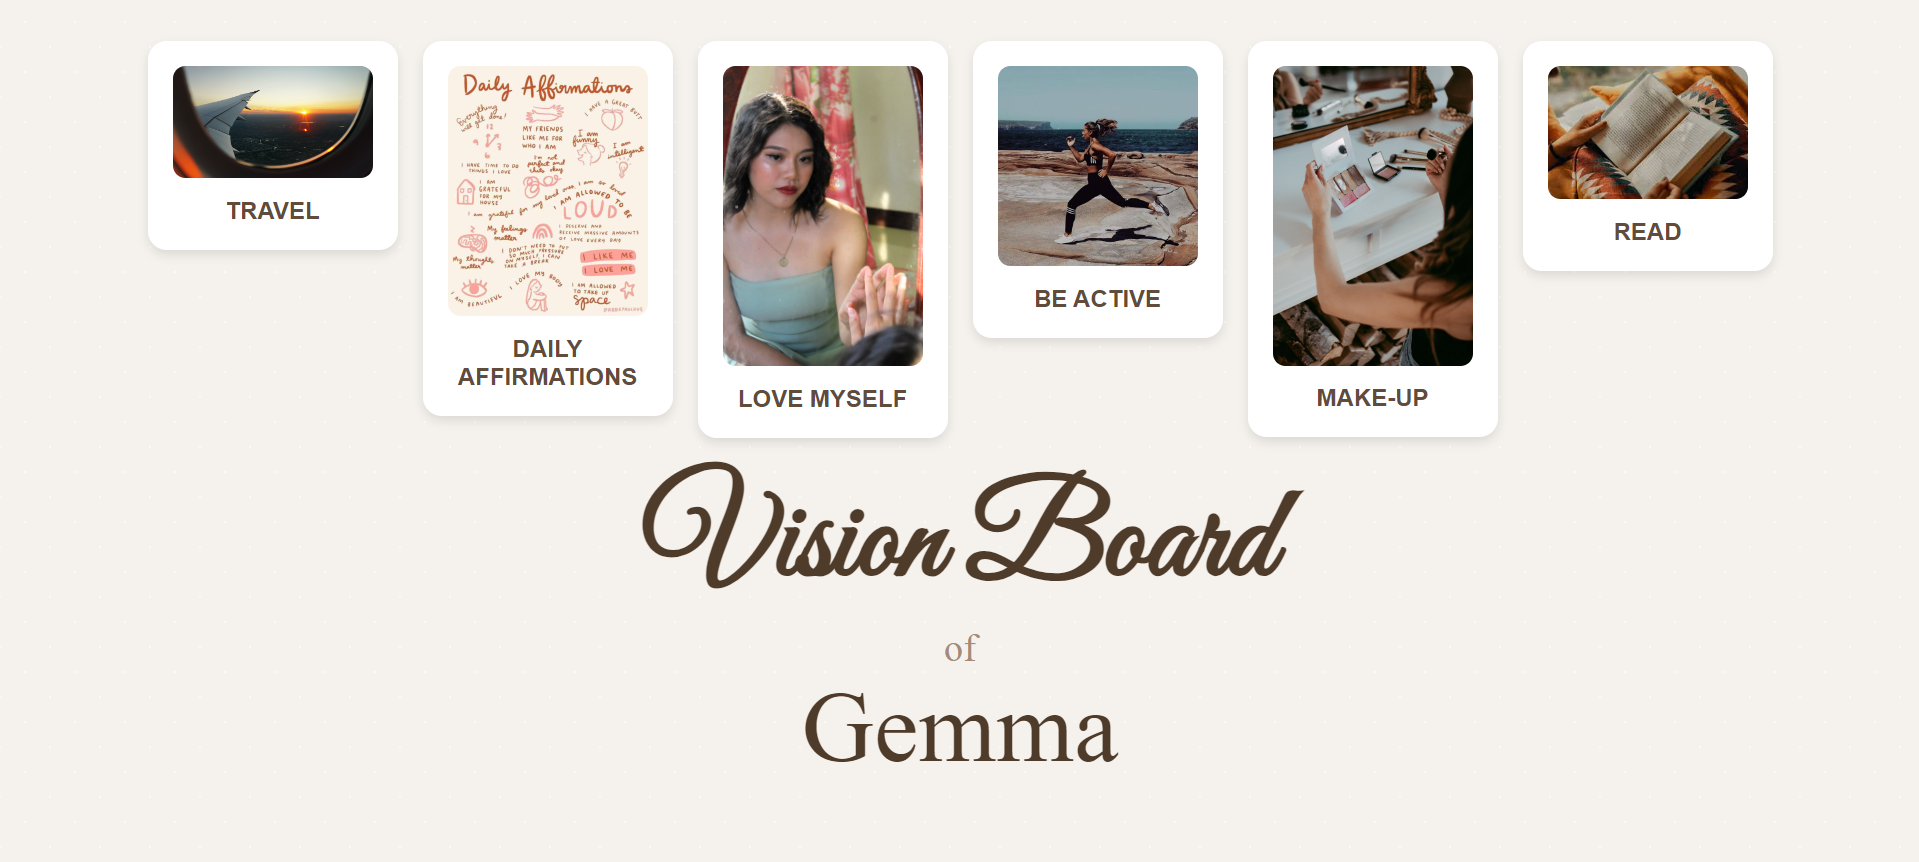 TRAVEL
Daily Affirmations
Everything will get done!
MY FRIENDS
LIKE ME FOR
WHO I AM
I HAVE A GREAT BUTT
I am funny
I am intelligent
I HAVE TIME TO DO
THINGS I LOVE
I'm not
perfect and
that's okay
I AM
GRATEFUL
FOR MY
HOUSE
I am grateful for my loved ones
I am so loved
I AM ALLOWED TO BE
LOUD
My feelings
matter
I DESERVE AND
RECEIVE MASSIVE AMOUNTS
OF LOVE EVERY DAY
My thoughts
matter
I DON'T NEED TO PUT
SO MUCH PRESSURE
ON MYSELF, I CAN
TAKE A BREAK
I LIKE ME
I LOVE ME
I AM BEAUTIFUL
I LOVE MY BODY
I AM ALLOWED
TO TAKE UP
Space
DAILY
AFFIRMATIONS
LOVE MYSELF
BE ACTIVE
MAKE-UP
READ
Vision Board
of
Gemma